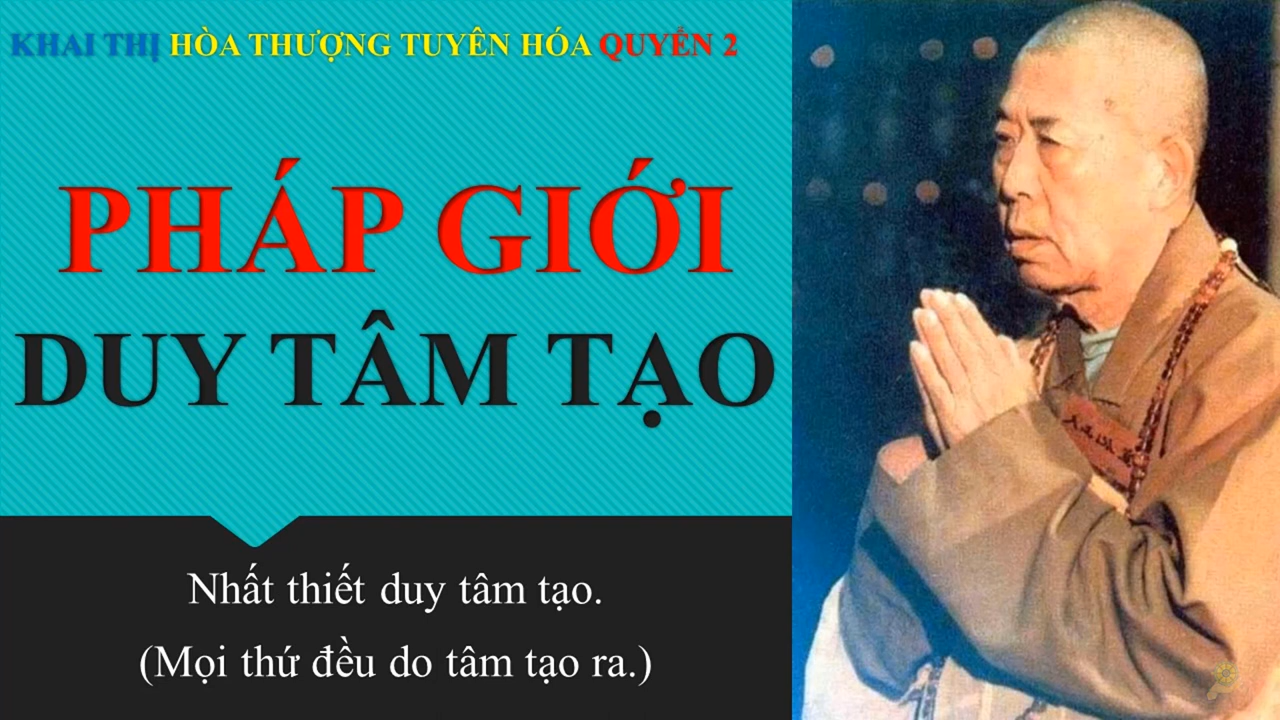 KHAI THỊ HÒA THƯỢNG TUYÊN HÓA QUYỂN 2
PHÁP GIỚI
DUY TÂM TẠO
Nhất thiết duy tâm tạo.
(Mọi thứ đều do tâm tạo ra.)